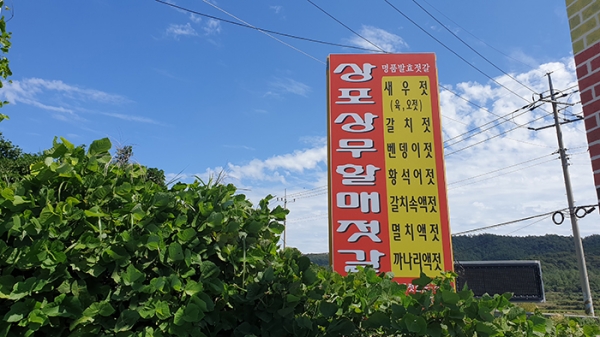 상포상무할매젓갈
명품발효젓갈
새우젓
(육,오젓)
갈치젓
벤뎅이젓
황석어젓
갈치속액젓
멸치액젓
까나리액젓